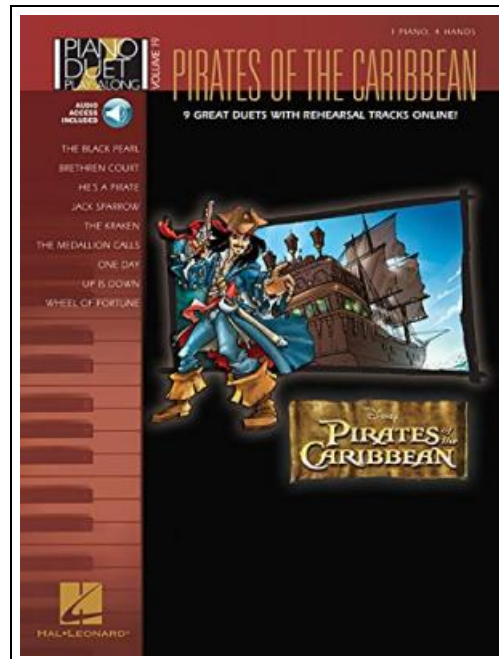 1 PIANO, 4 HANDS
PIANO
DUET
PLAY-ALONG
VOLUME 19
PIRATES OF THE CARIBBEAN
AUDIO
ACCESS
INCLUDED
9 GREAT DUETS WITH REHEARSAL TRACKS ONLINE!
THE BLACK PEARL
BRETHREN COURT
HE'S A PIRATE
JACK SPARROW
THE KRAKEN
THE MEDALLION CALLS
ONE DAY
UP IS DOWN
WHEEL OF FORTUNE
Disney
PIRATES of the
CARIBBEAN
HAL•LEONARD®